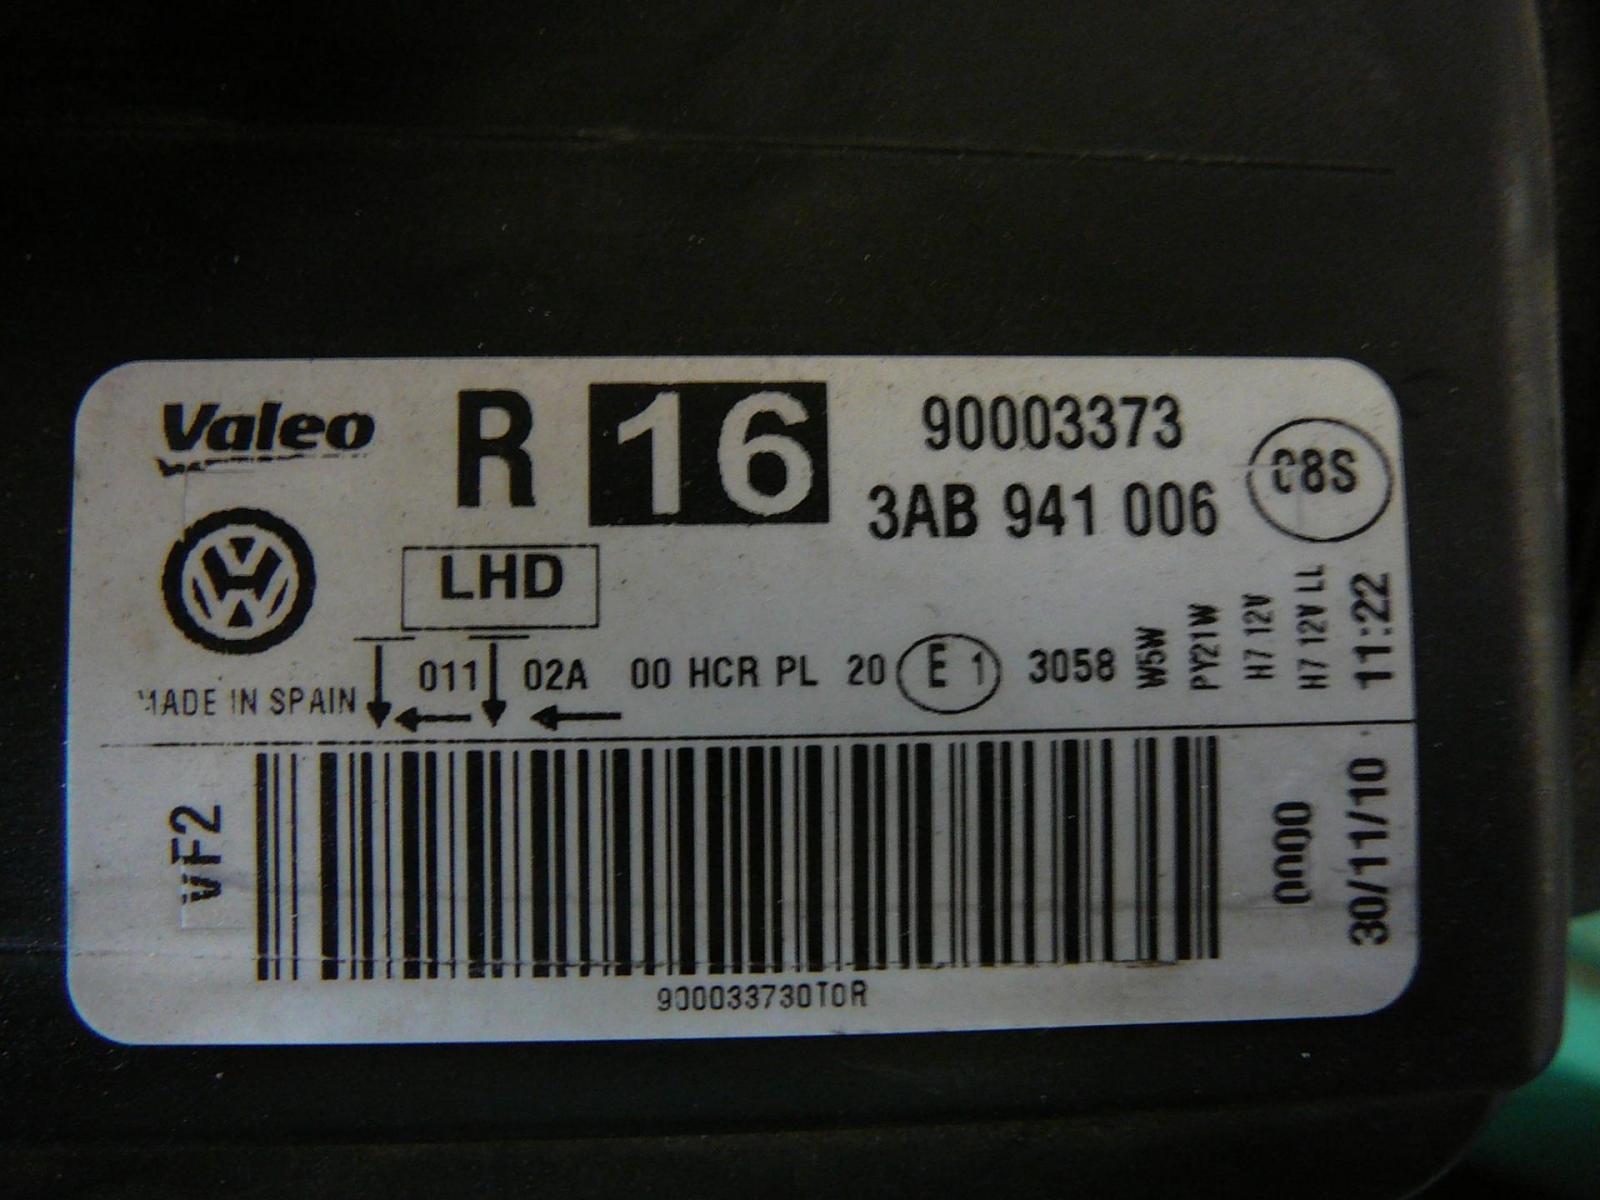 Valeo R 16 90003373
3AB 941 006 08S
LHD
MADE IN SPAIN 011 02A 00 HCR PL 20 E 1 3058
W5W
PY21W
H7 12V
H7 12V LL
11:22
VF2
0000
30/11/10
900033730T0R